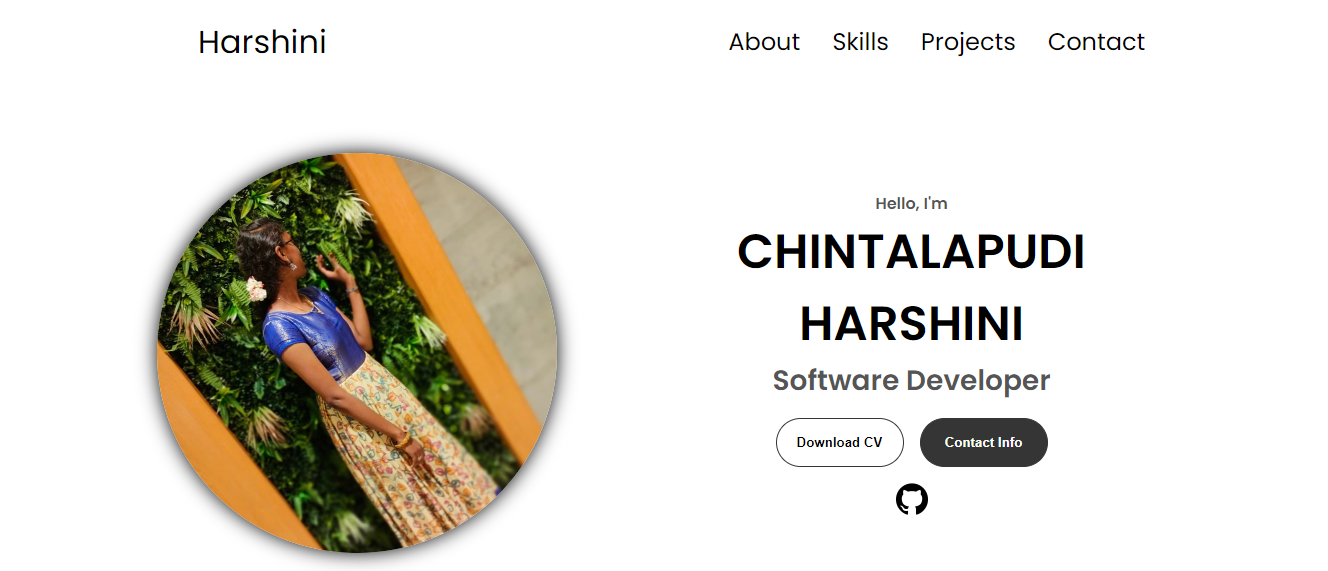 Harshini
About Skills Projects Contact
Hello, I'm
CHINTALAPUDI
HARSHINI
Software Developer
Download CV
Contact Info